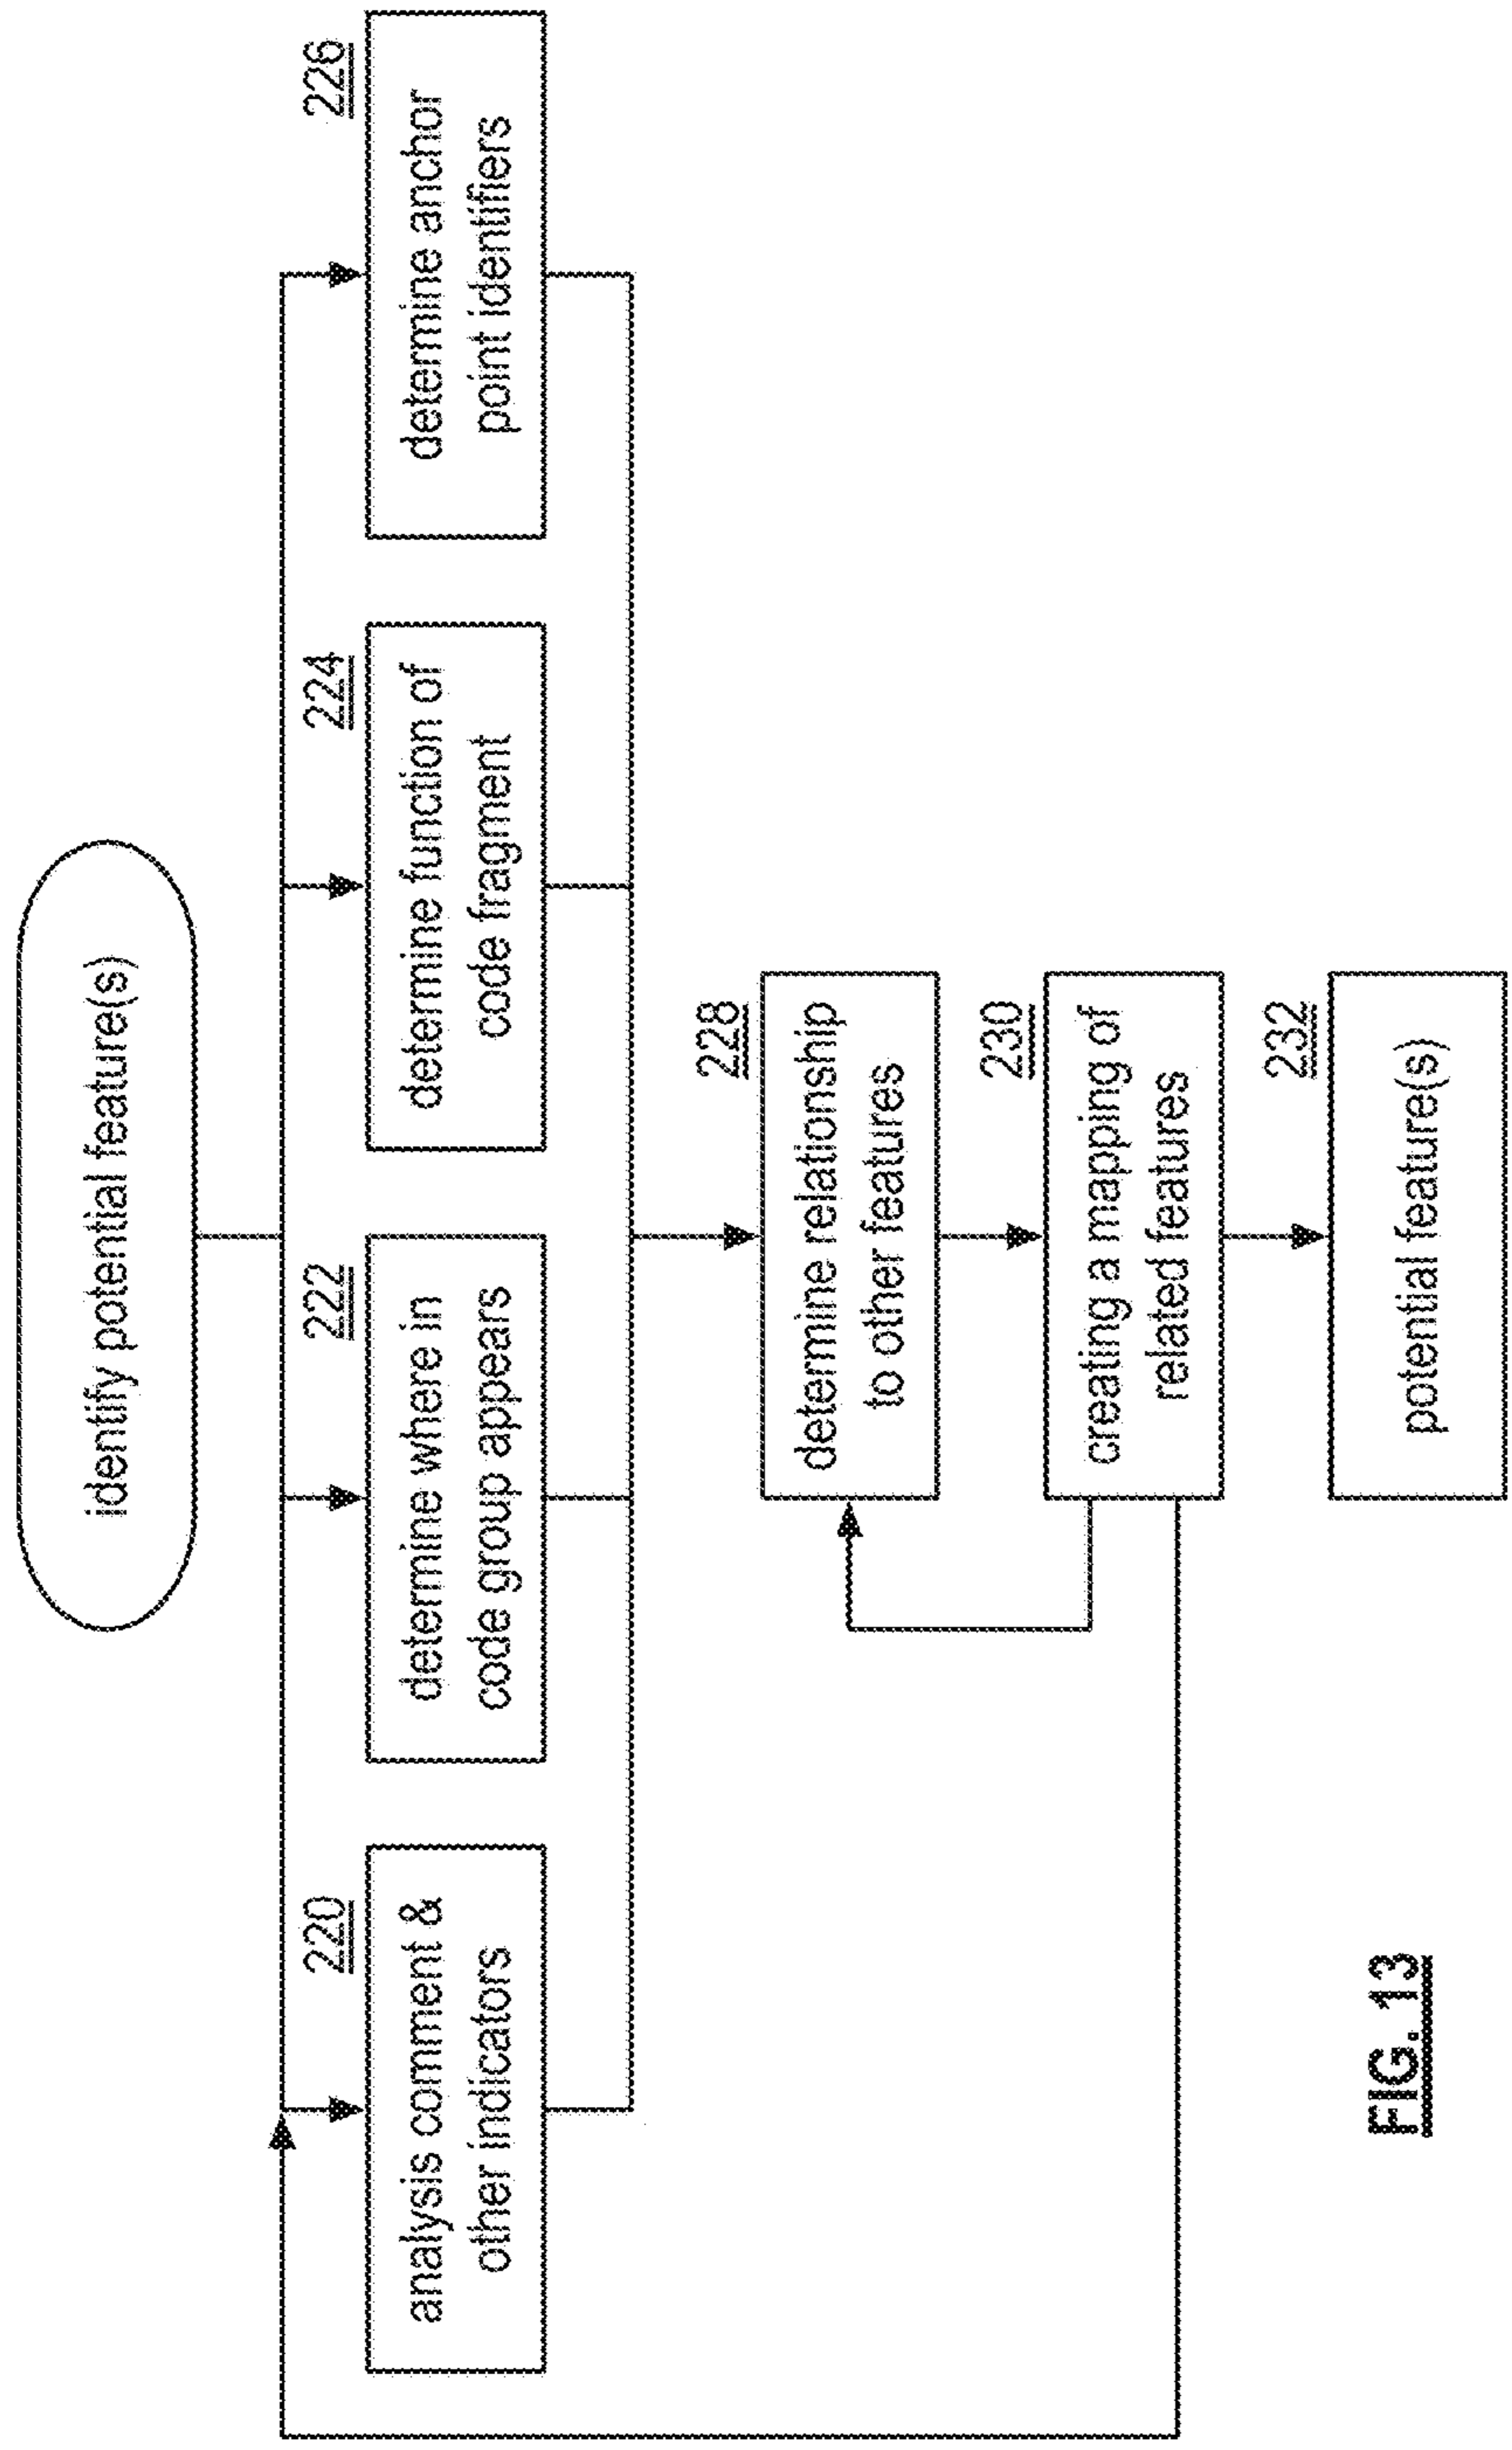 identify potential feature(s)
220
analysis comment &
other indicators
222
determine where in
code group appears
224
determine function of
code fragment
226
determine anchor
point identifiers
228
determine relationship
to other features
230
creating a mapping of
related features
232
potential feature(s)
FIG. 13